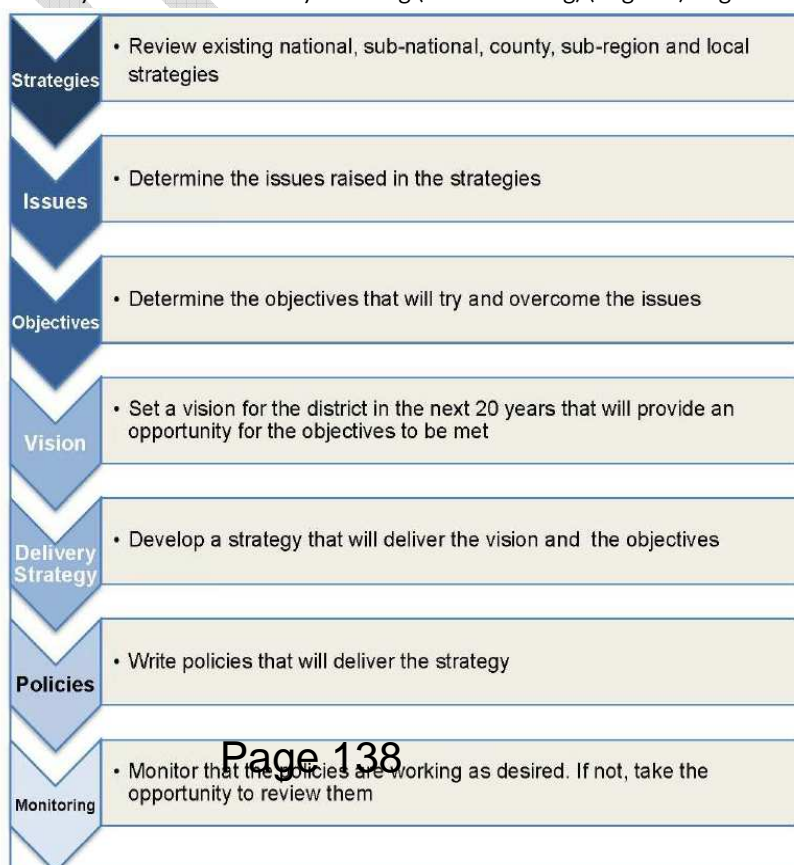 • Review existing national, sub-national, county, sub-region and local
strategies
Strategies
• Determine the issues raised in the strategies
Issues
• Determine the objectives that will try and overcome the issues
Objectives
• Set a vision for the district in the next 20 years that will provide an
opportunity for the objectives to be met
Vision
• Develop a strategy that will deliver the vision and the objectives
Delivery
Strategy
• Write policies that will deliver the strategy
Policies
Page 138
• Monitor that the policies are working as desired. If not, take the
opportunity to review them
Monitoring